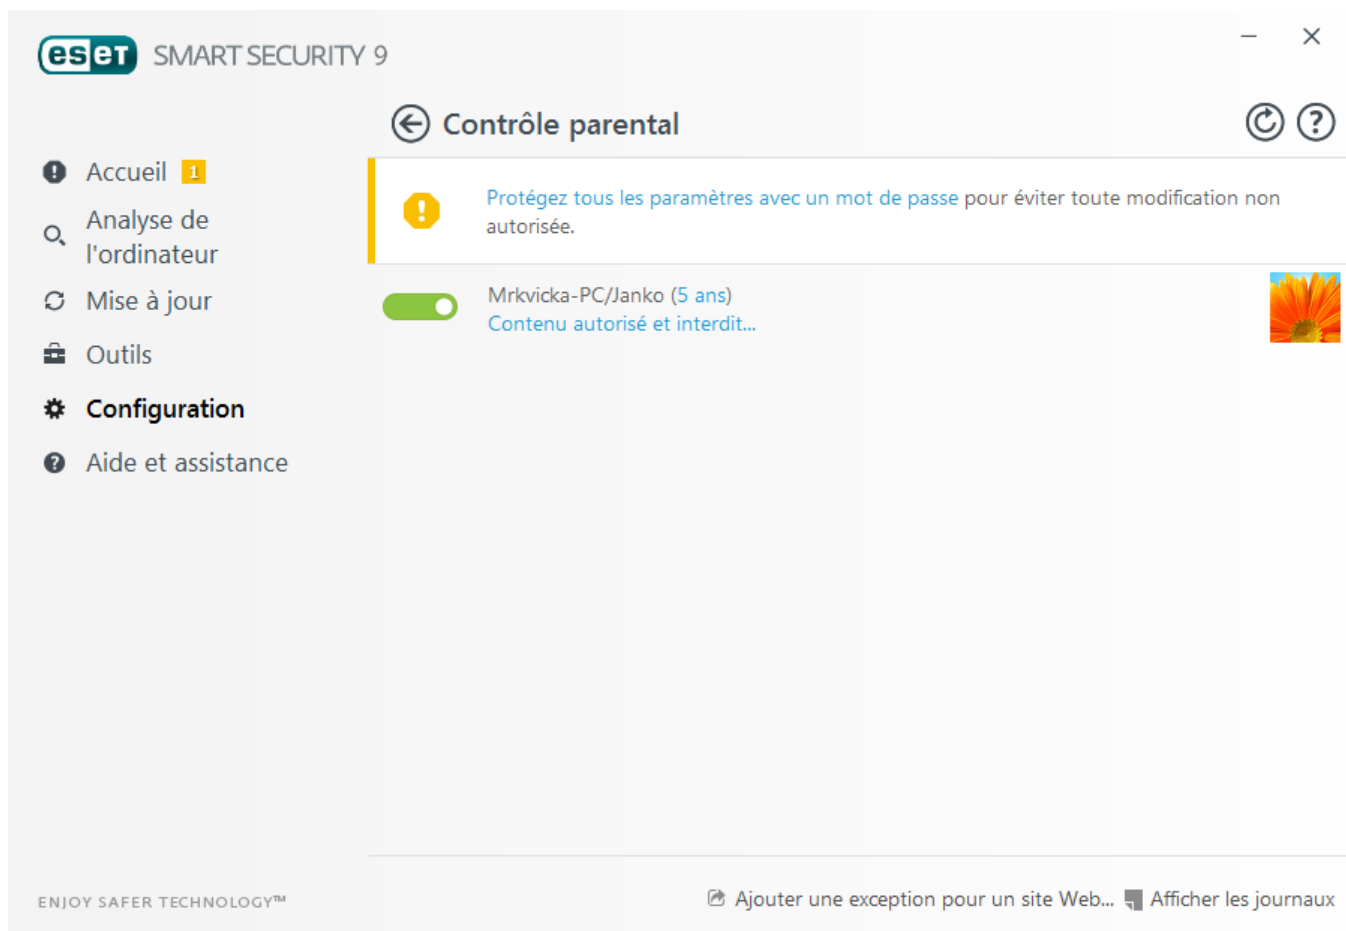 eset SMART SECURITY 9
Contrôle parental
Accueil 1
Analyse de
l'ordinateur
Mise à jour
Outils
Configuration
Aide et assistance
Protégez tous les paramètres avec un mot de passe pour éviter toute modification non
autorisée.
Mrkvicka-PC/Janko (5 ans)
Contenu autorisé et interdit...
ENJOY SAFER TECHNOLOGY™
Ajouter une exception pour un site Web... Afficher les journaux